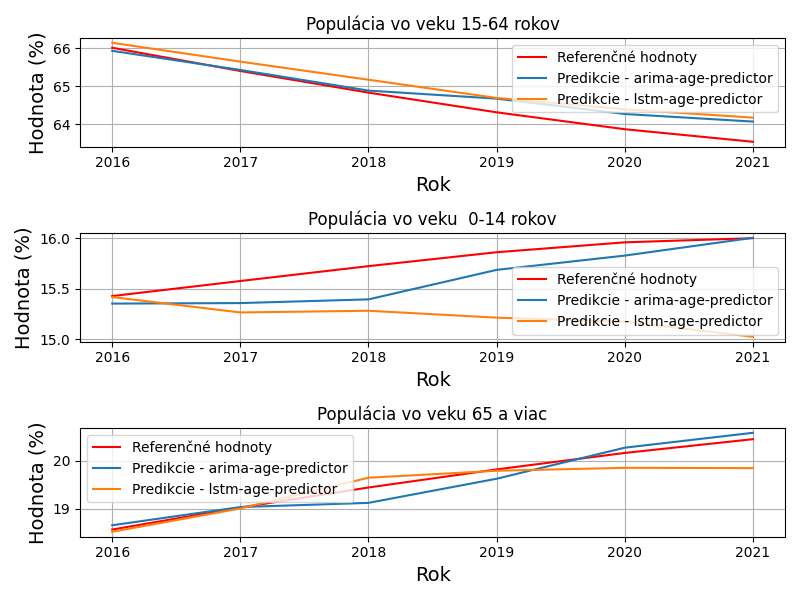 Populácia vo veku 15-64 rokov
Hodnota (%)
66
65
64
Referenčné hodnoty
Predikcie - arima-age-predictor
Predikcie - lstm-age-predictor
2016 2017 2018 2019 2020 2021
Rok
Populácia vo veku  0-14 rokov
Hodnota (%)
16.0
15.5
15.0
Referenčné hodnoty
Predikcie - arima-age-predictor
Predikcie - lstm-age-predictor
2016 2017 2018 2019 2020 2021
Rok
Populácia vo veku 65 a viac
Hodnota (%)
20
19
Referenčné hodnoty
Predikcie - arima-age-predictor
Predikcie - lstm-age-predictor
2016 2017 2018 2019 2020 2021
Rok